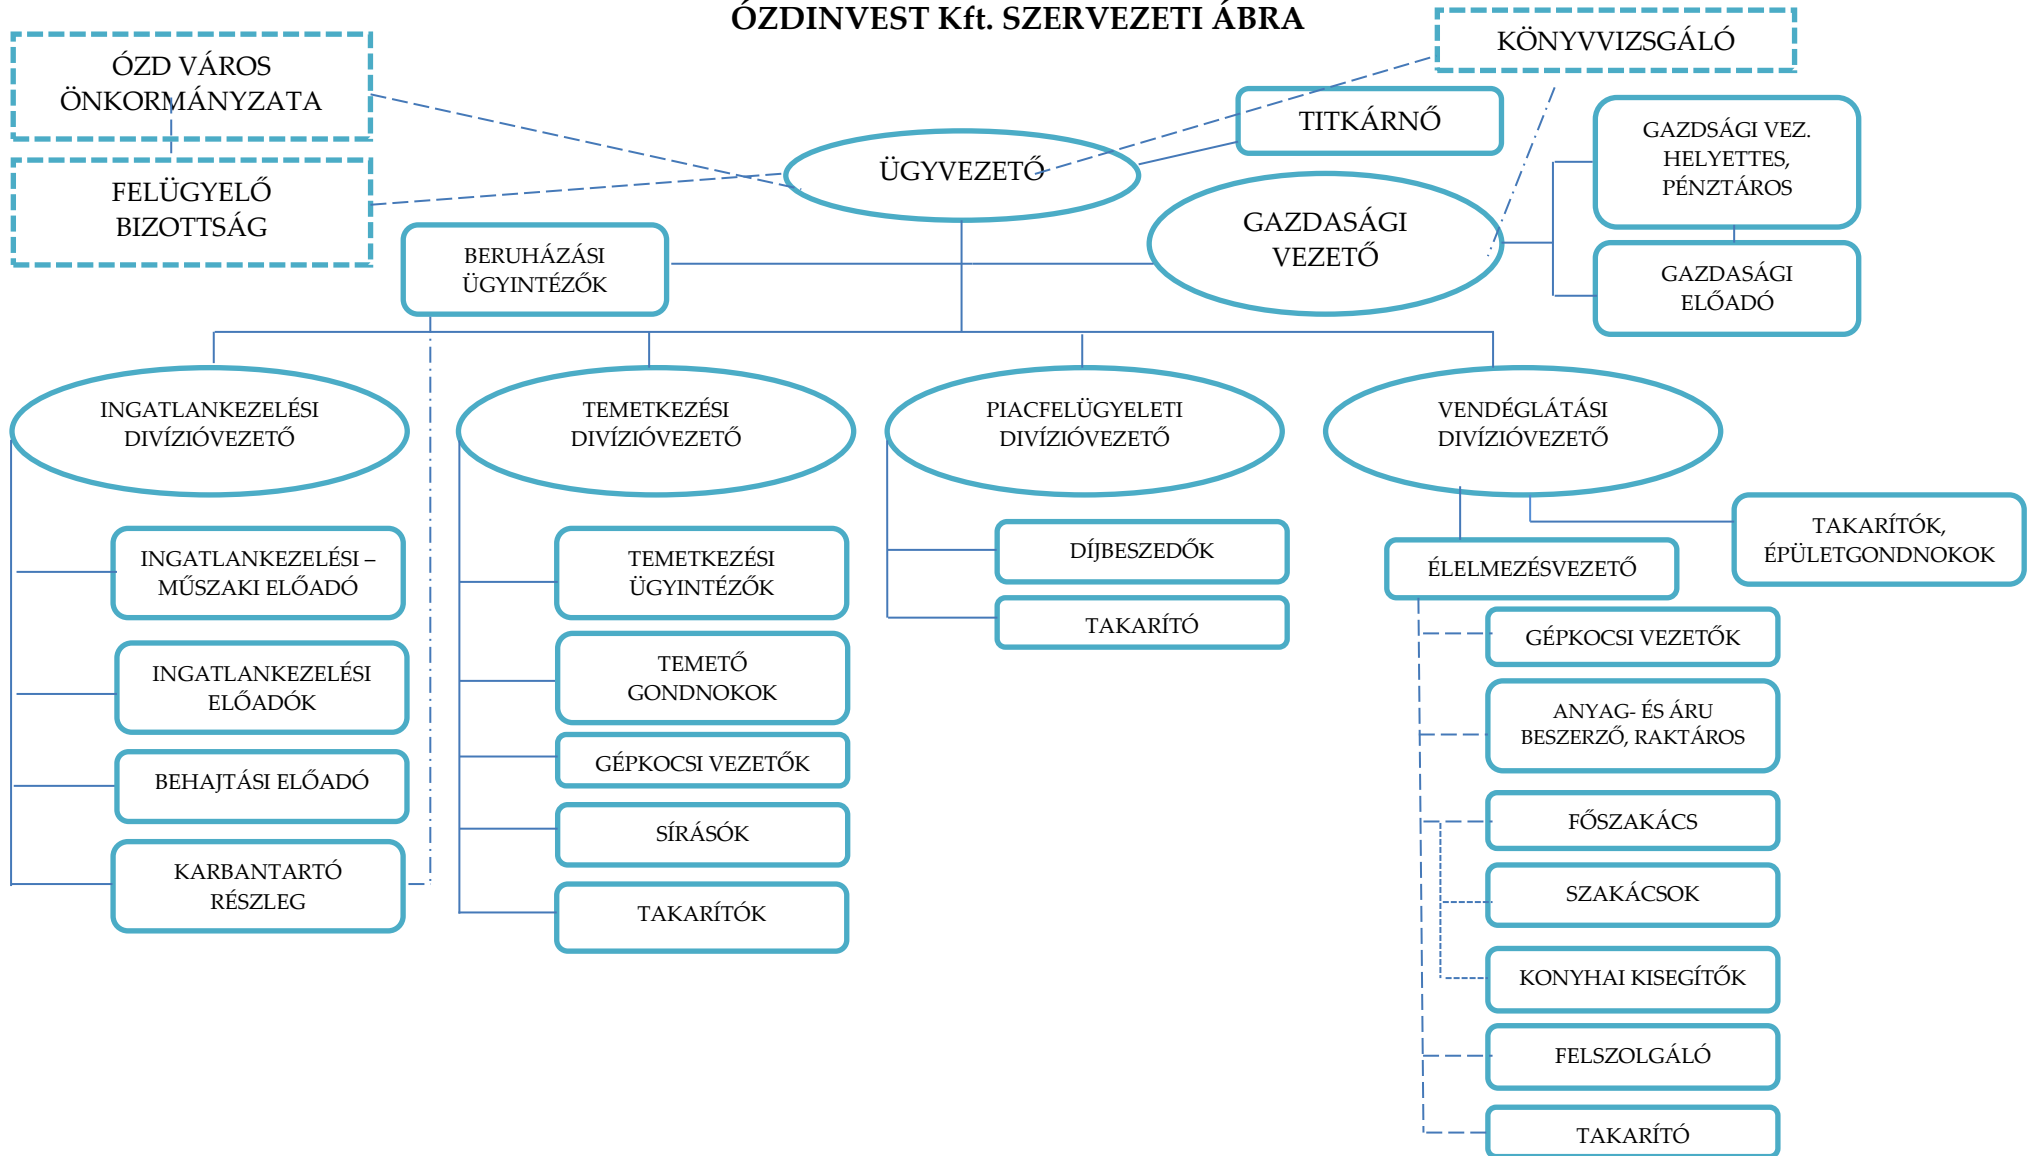 ÓZDINVEST Kft. SZERVEZETI ÁBRA
ÓZD VÁROS
ÖNKORMÁNYZATA
KÖNYVVIZSGÁLÓ
TITKÁRNŐ
FELÜGYELŐ
BIZOTTSÁG
ÜGYVEZETŐ
GAZDSÁGI VEZ.
HELYETTES,
PÉNZTÁROS
GAZDASÁGI
VEZETŐ
BERUHÁZÁSI
ÜGYINTÉZŐK
GAZDASÁGI
ELŐADÓ
INGATLANKEZELÉSI
DIVÍZIÓVEZETŐ
TEMETKEZÉSI
DIVÍZIÓVEZETŐ
PIACFELÜGYELETI
DIVÍZIÓVEZETŐ
VENDÉGLÁTÁSI
DIVÍZIÓVEZETŐ
INGATLANKEZELÉSI –
MŰSZAKI ELŐADÓ
INGATLANKEZELÉSI
ELŐADÓK
BEHAJTÁSI ELŐADÓ
KARBANTARTÓ
RÉSZLEG
TEMETKEZÉSI
ÜGYINTÉZŐK
TEMETŐ
GONDNOKOK
GÉPKOCSI VEZETŐK
SÍRÁSÓK
TAKARÍTÓK
DÍJBESZEDŐK
TAKARÍTÓ
TAKARÍTÓK,
ÉPÜLETGONDNOKOK
ÉLELMEZÉSVEZETŐ
GÉPKOCSI VEZETŐK
ANYAG- ÉS ÁRU
BESZERZŐ, RAKTÁROS
FŐSZAKÁCS
SZAKÁCSOK
KONYHAI KISEGÍTŐK
FELSZOLGÁLÓ
TAKARÍTÓ